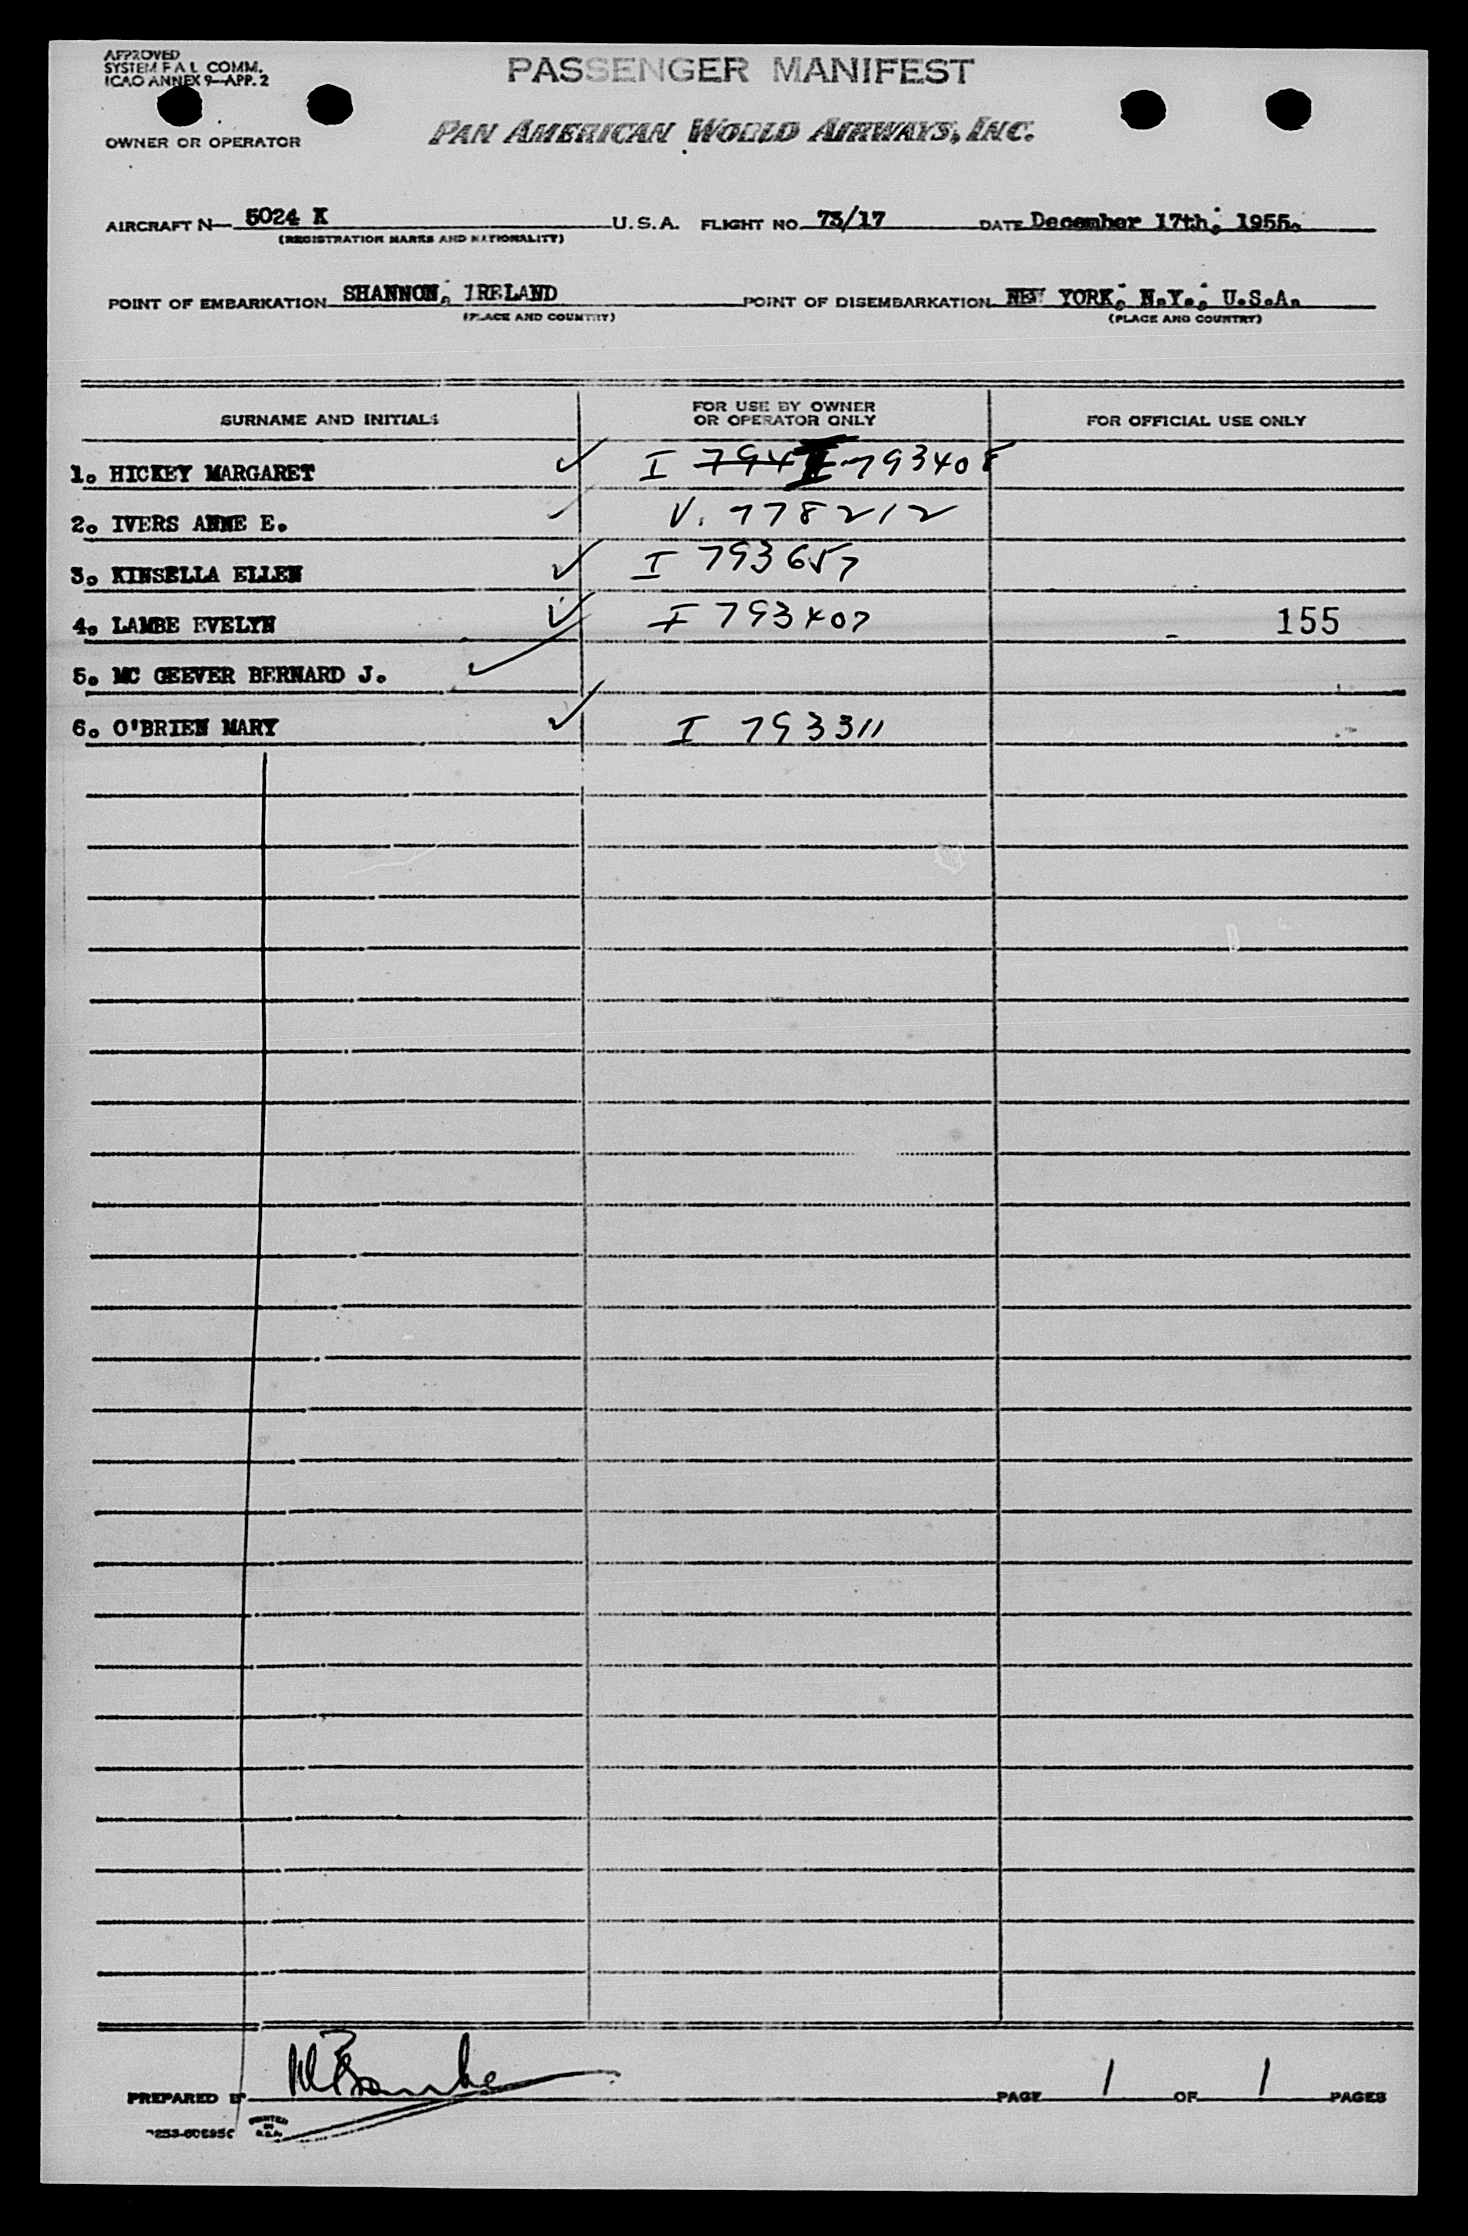 APPROVED
SYSTEM F A L COMM.
ICAO ANNEX 9—APP. 2
PASSENGER MANIFEST
OWNER OR OPERATOR
PAN AMERICAN WORLD AIRWAYS, INC.
AIRCRAFT N— 5024 K U.S.A. FLIGHT NO. 73/17 DATE December 17th, 1955.
(REGISTRATION MARKS AND NATIONALITY)
POINT OF EMBARKATION SHANNON, IRELAND POINT OF DISEMBARKATION NEW YORK, N.Y., U.S.A.
(PLACE AND COUNTRY) (PLACE AND COUNTRY)
SURNAME AND INITIALS FOR USE BY OWNER OR OPERATOR ONLY FOR OFFICIAL USE ONLY
1. HICKEY MARGARET ✓ I 793408
2. IVERS ANNE E. ✓ V. 778212
3. KINSELLA ELLEN ✓ I 793657
4. LAMBE EVELYN ✓ I 793407 155
5. MC GEEVER BERNARD J. ✓
6. O'BRIEN MARY ✓ I 793311
PREPARED BY PAGE 1 OF 1 PAGES
PRINTED
IN
U.S.A.